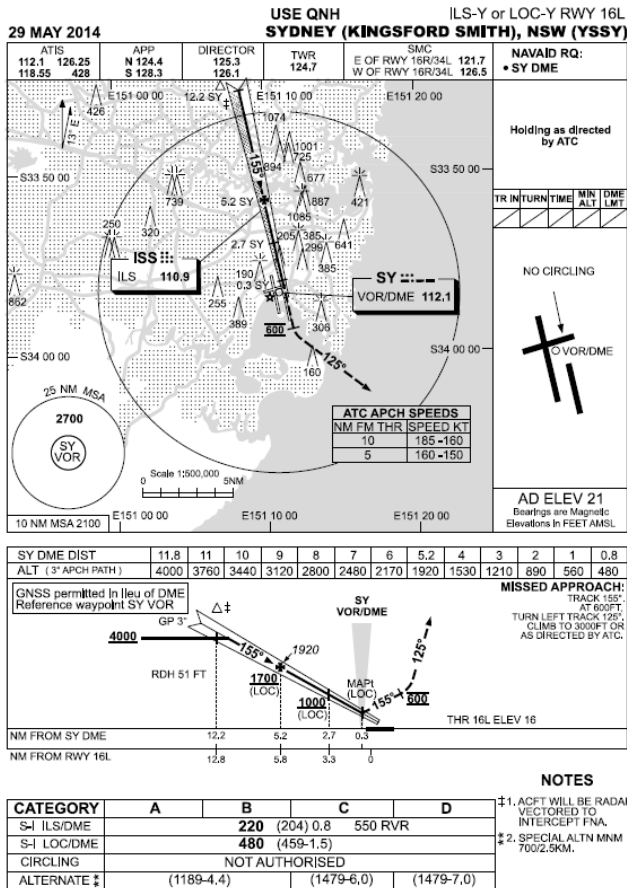 USE QNH
ILS-Y or LOC-Y RWY 16L
29 MAY 2014
SYDNEY (KINGSFORD SMITH), NSW (YSSY)
ATIS
112.1 126.25
118.55 428
APP
N 124.4
S 128.3
DIRECTOR
125.3
126.1
TWR
124.7
SMC
E OF RWY 16R/34L 121.7
W OF RWY 16R/34L 126.5
NAVAID RQ:
• SY DME
Holding as directed
by ATC
TR IN TURN TIME MIN ALT DME LMT
NO CIRCLING
VOR/DME
AD ELEV 21
Bearings are Magnetic
Elevations in FEET AMSL
E151 00 00
12.2 SY ‡
E151 10 00
E151 20 00
13° E
426
1074
1001
725
894
155°
S33 50 00
S33 50 00
677
739
5.2 SY
887
421
1085
320
250
2.7 SY
205
385
299
641
ISS
ILS 110.9
385
190
0.3 SY
SY
VOR/DME 112.1
862
255
389
306
600
S34 00 00
S34 00 00
125°
160
25 NM MSA
2700
SY
VOR
ATC APCH SPEEDS
NM FM THR SPEED KT
10 185-160
5 160-150
Scale 1:500,000
0 5NM
10 NM MSA 2100
E151 00 00
E151 10 00
E151 20 00
SY DME DIST 11.8 11 10 9 8 7 6 5.2 4 3 2 1 0.8
ALT (3° APCH PATH) 4000 3760 3440 3120 2800 2480 2170 1920 1530 1210 890 560 480
GNSS permitted in lieu of DME
Reference waypoint SY VOR
MISSED APPROACH:
TRACK 155°.
AT 600FT,
TURN LEFT TRACK 125°.
CLIMB TO 3000FT OR
AS DIRECTED BY ATC.
‡
GP 3°
SY
VOR/DME
4000
155°
1920
125°
RDH 51 FT
1700
(LOC)
MAPt
(LOC)
1000
(LOC)
155°
600
THR 16L ELEV 16
NM FROM SY DME 12.2 5.2 2.7 0.3
NM FROM RWY 16L 12.8 5.8 3.3 0
NOTES
‡1. ACFT WILL BE RADAR
VECTORED TO
INTERCEPT FNA.
**2. SPECIAL ALTN MNM
700/2.5KM.
CATEGORY A B C D
S-I ILS/DME 220 (204) 0.8 550 RVR
S-I LOC/DME 480 (459-1.5)
CIRCLING NOT AUTHORISED
ALTERNATE ** (1189-4.4) (1479-6.0) (1479-7.0)